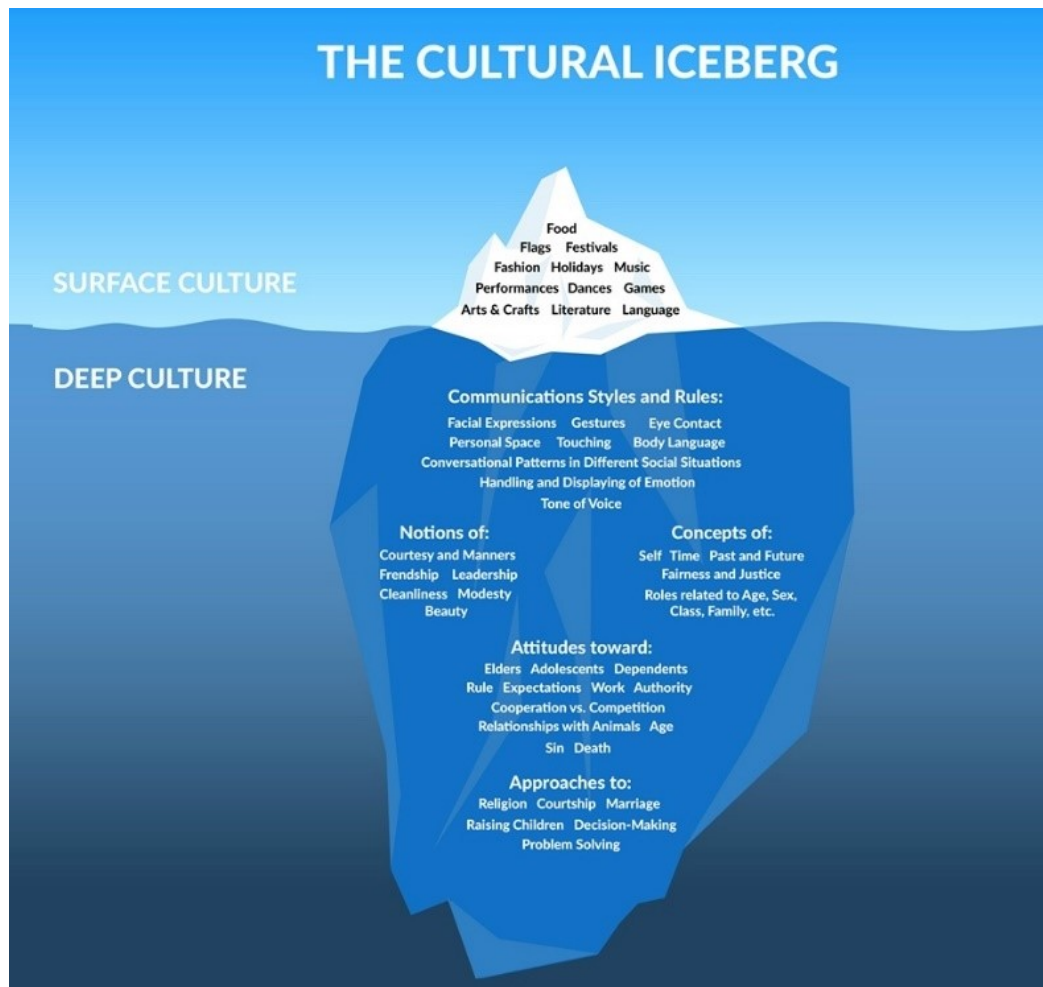 THE CULTURAL ICEBERG
Food
Flags Festivals
Fashion Holidays Music
Performances Dances Games
Arts & Crafts Literature Language
SURFACE CULTURE
DEEP CULTURE
Communications Styles and Rules:
Facial Expressions Gestures Eye Contact
Personal Space Touching Body Language
Conversational Patterns in Different Social Situations
Handling and Displaying of Emotion
Tone of Voice
Notions of:
Courtesy and Manners
Frendship Leadership
Cleanliness Modesty
Beauty
Concepts of:
Self Time Past and Future
Fairness and Justice
Roles related to Age, Sex,
Class, Family, etc.
Attitudes toward:
Elders Adolescents Dependents
Rule Expectations Work Authority
Cooperation vs. Competition
Relationships with Animals Age
Sin Death
Approaches to:
Religion Courtship Marriage
Raising Children Decision-Making
Problem Solving